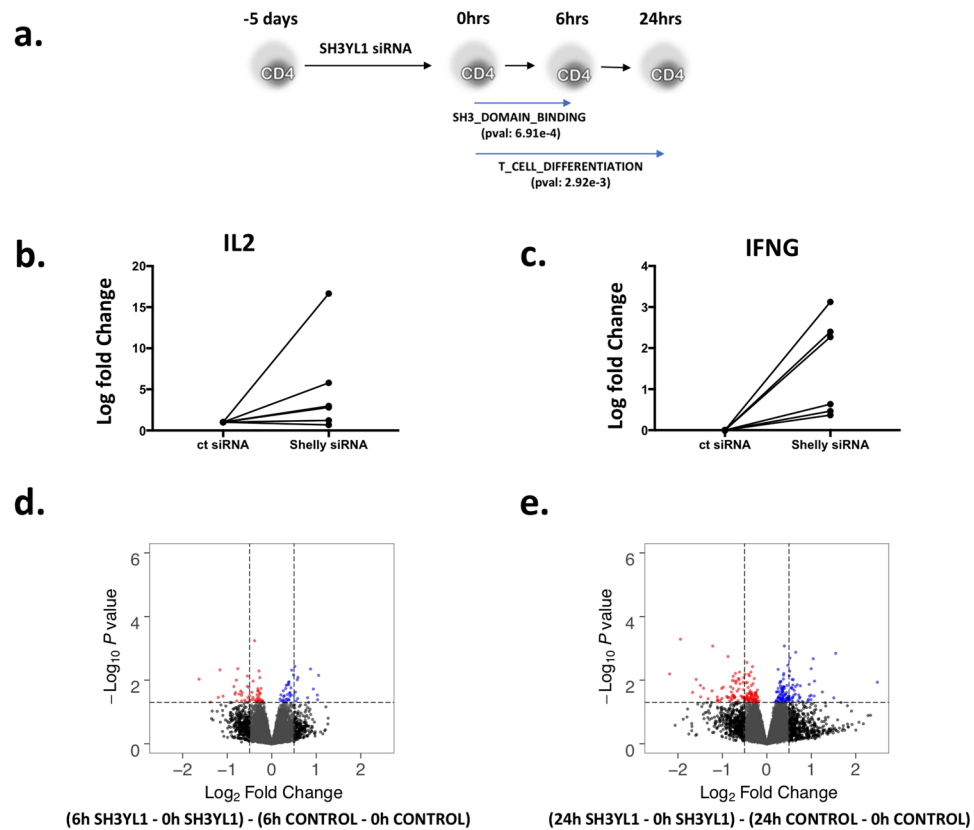 a.
-5 days
0hrs
6hrs
24hrs
SH3YL1 siRNA
CD4
CD4
CD4
CD4
SH3_DOMAIN_BINDING
(pval: 6.91e-4)
T_CELL_DIFFERENTIATION
(pval: 2.92e-3)
b.
IL2
Log fold Change
20
15
10
5
0
ct siRNA
Shelly siRNA
c.
IFNG
Log fold Change
4
3
2
1
0
ct siRNA
Shelly siRNA
d.
−Log10 P value
6
4
2
0
−2
−1
0
1
2
Log2 Fold Change
(6h SH3YL1 - 0h SH3YL1) - (6h CONTROL - 0h CONTROL)
e.
−Log10 P value
6
4
2
0
−2
−1
0
1
2
Log2 Fold Change
(24h SH3YL1 - 0h SH3YL1) - (24h CONTROL - 0h CONTROL)